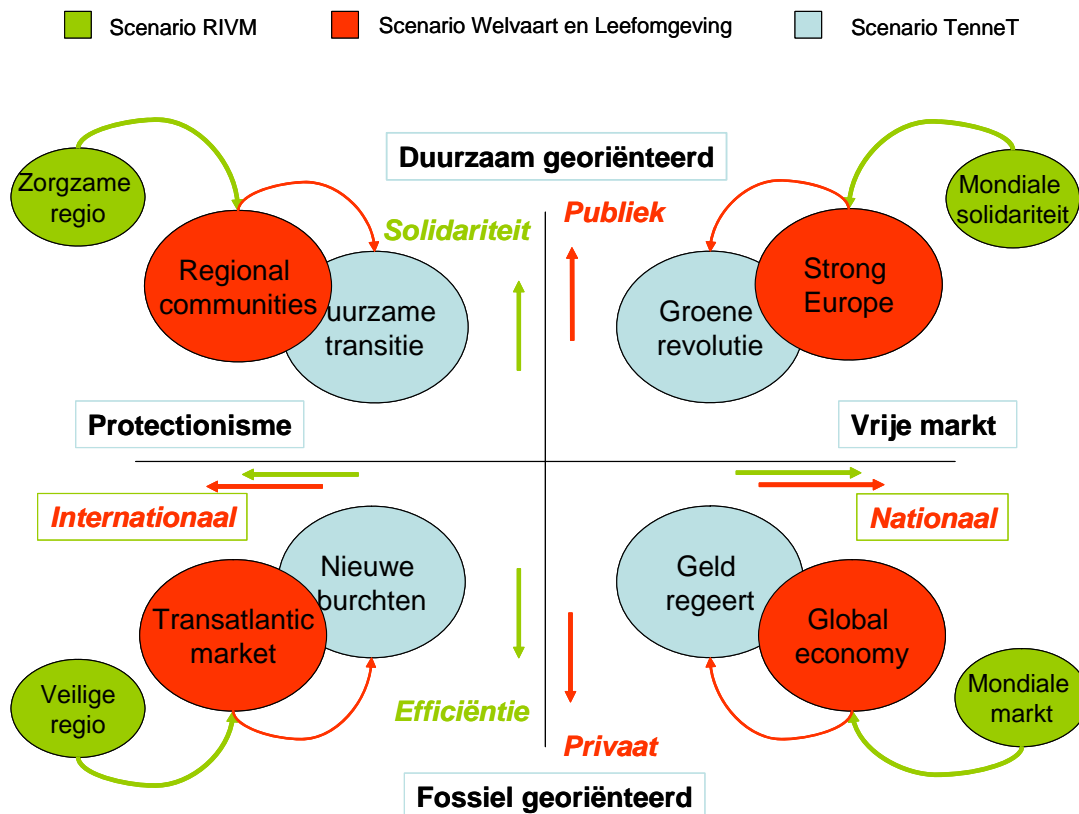 Scenario RIVM
Scenario Welvaart en Leefomgeving
Scenario TenneT
Duurzaam georiënteerd
Zorgzame
regio
Mondiale
solidariteit
Solidariteit
Publiek
Regional
communities
uurzame
transitie
Groene
revolutie
Strong
Europe
Protectionisme
Vrije markt
Internationaal
Nationaal
Nieuwe
burchten
Geld
regeert
Transatlantic
market
Global
economy
Veilige
regio
Mondiale
markt
Efficiëntie
Privaat
Fossiel georiënteerd